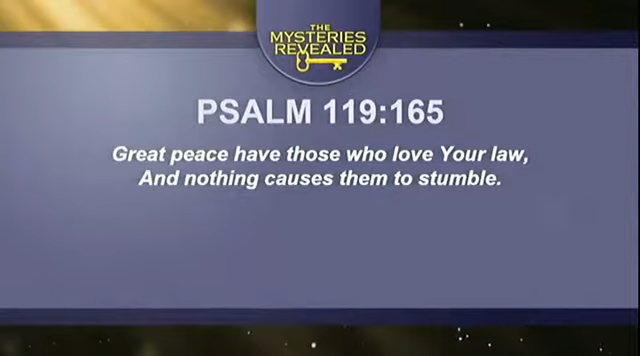 THE
MYSTERIES
REVEALED
PSALM 119:165
Great peace have those who love Your law,
And nothing causes them to stumble.